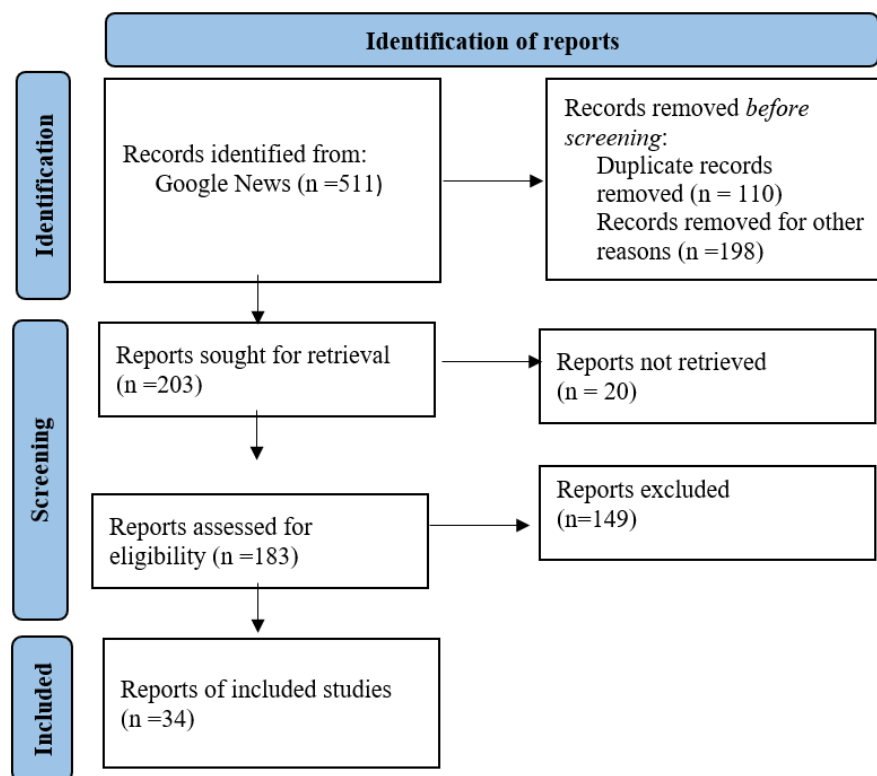 Identification of reports
Identification
Records identified from:
Google News (n =511)
Records removed before
screening:
Duplicate records
removed (n = 110)
Records removed for other
reasons (n =198)
Screening
Reports sought for retrieval
(n =203)
Reports not retrieved
(n = 20)
Reports assessed for
eligibility (n =183)
Reports excluded
(n=149)
Included
Reports of included studies
(n =34)